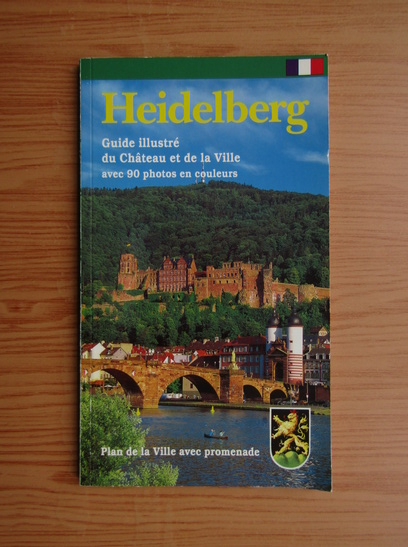 Heidelberg
Guide illustré
du Château et de la Ville
avec 90 photos en couleurs
Plan de la Ville avec promenade